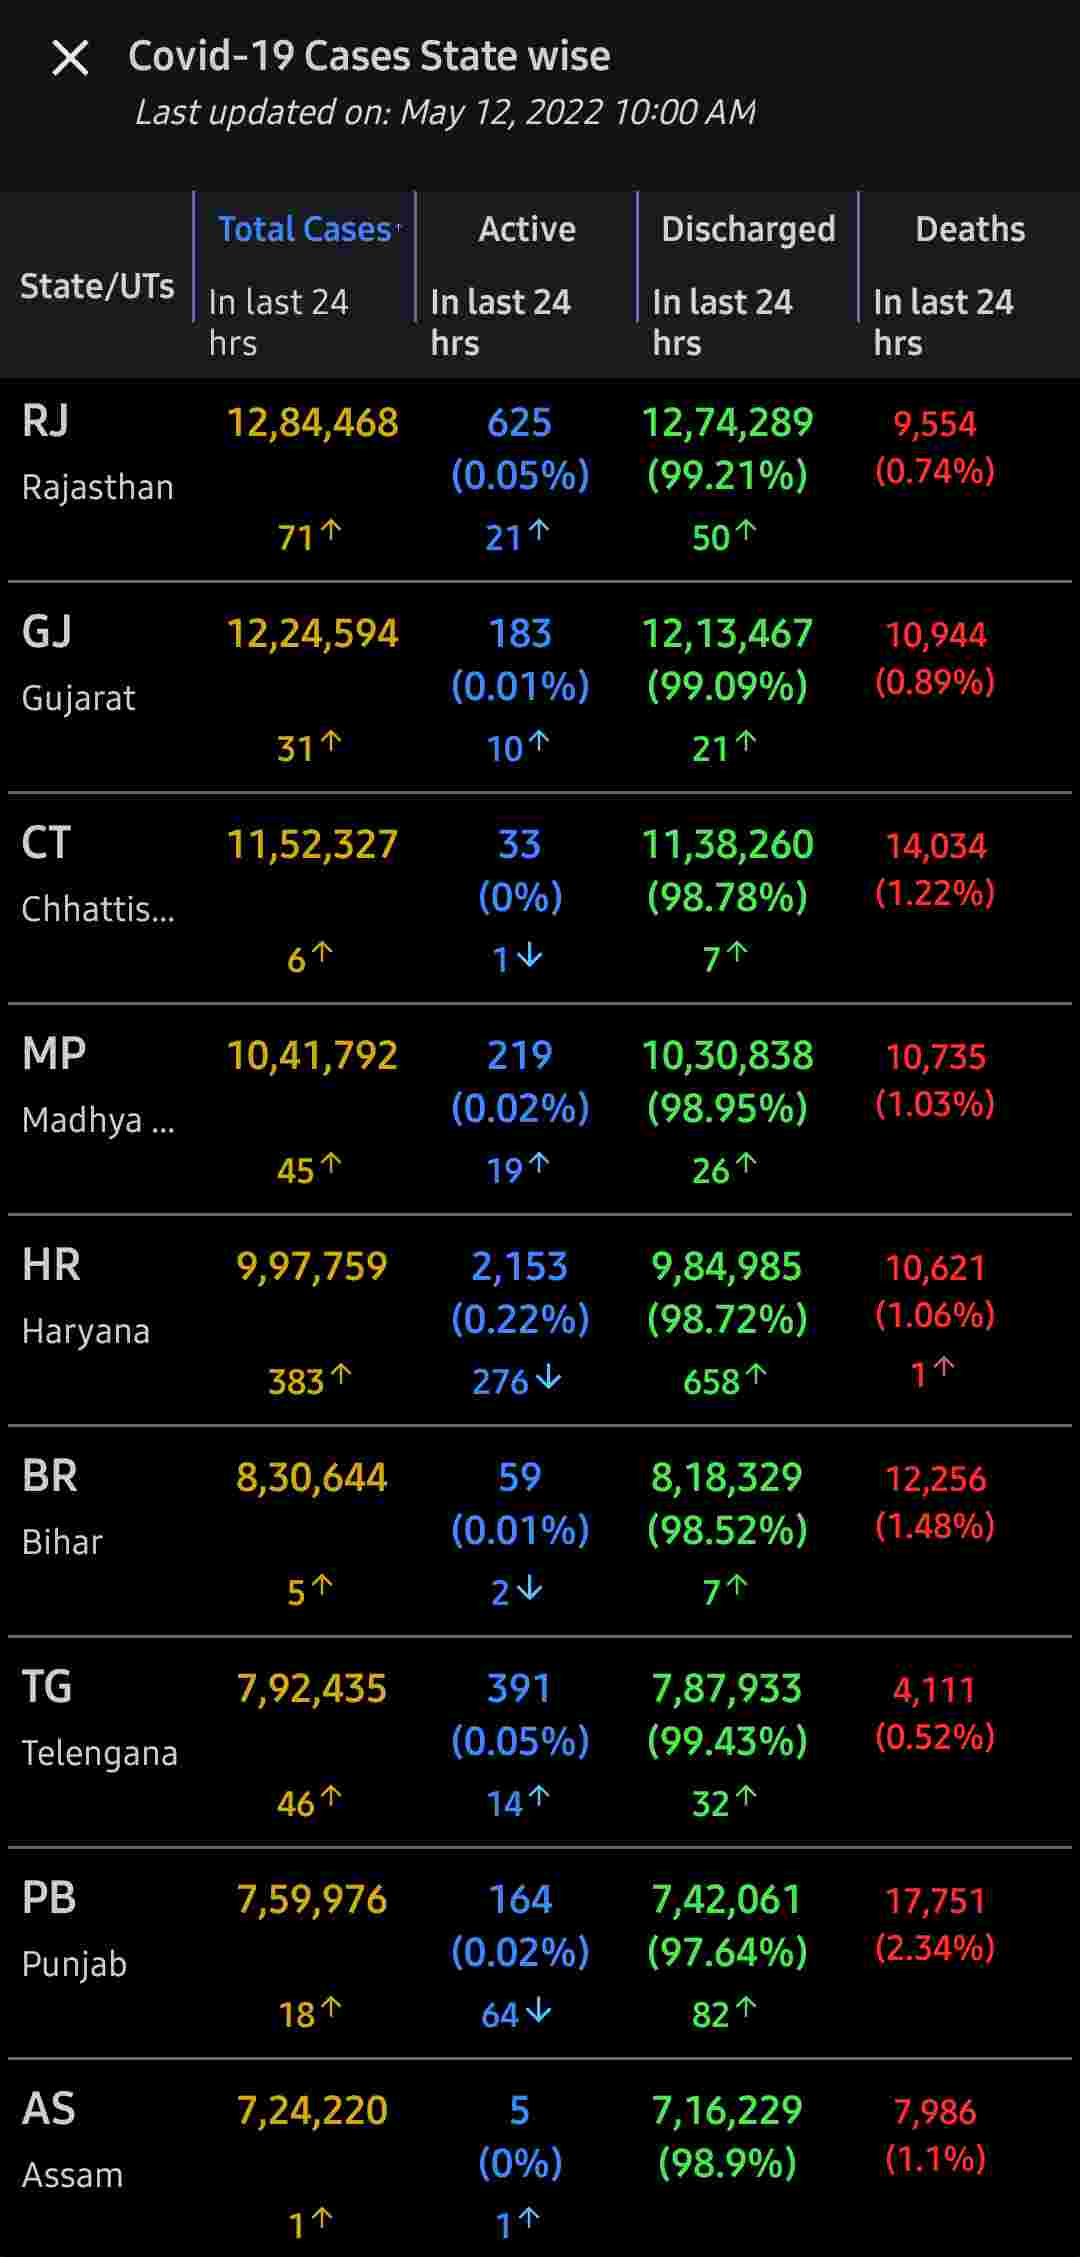 Covid-19 Cases State wise
Last updated on: May 12, 2022 10:00 AM
State/UTs
Total Cases↑
In last 24
hrs
Active
In last 24
hrs
Discharged
In last 24
hrs
Deaths
In last 24
hrs
RJ 12,84,468 625 12,74,289 9,554
(0.05%) (99.21%) (0.74%)
Rajasthan
71↑ 21↑ 50↑
GJ 12,24,594 183 12,13,467 10,944
(0.01%) (99.09%) (0.89%)
Gujarat
31↑ 10↑ 21↑
CT 11,52,327 33 11,38,260 14,034
(0%) (98.78%) (1.22%)
Chhattis...
6↑ 1↓ 7↑
MP 10,41,792 219 10,30,838 10,735
(0.02%) (98.95%) (1.03%)
Madhya ...
45↑ 19↑ 26↑
HR 9,97,759 2,153 9,84,985 10,621
(0.22%) (98.72%) (1.06%)
Haryana
383↑ 276↓ 658↑ 1↑
BR 8,30,644 59 8,18,329 12,256
(0.01%) (98.52%) (1.48%)
Bihar
5↑ 2↓ 7↑
TG 7,92,435 391 7,87,933 4,111
(0.05%) (99.43%) (0.52%)
Telengana
46↑ 14↑ 32↑
PB 7,59,976 164 7,42,061 17,751
(0.02%) (97.64%) (2.34%)
Punjab
18↑ 64↓ 82↑
AS 7,24,220 5 7,16,229 7,986
(0%) (98.9%) (1.1%)
Assam
1↑ 1↑